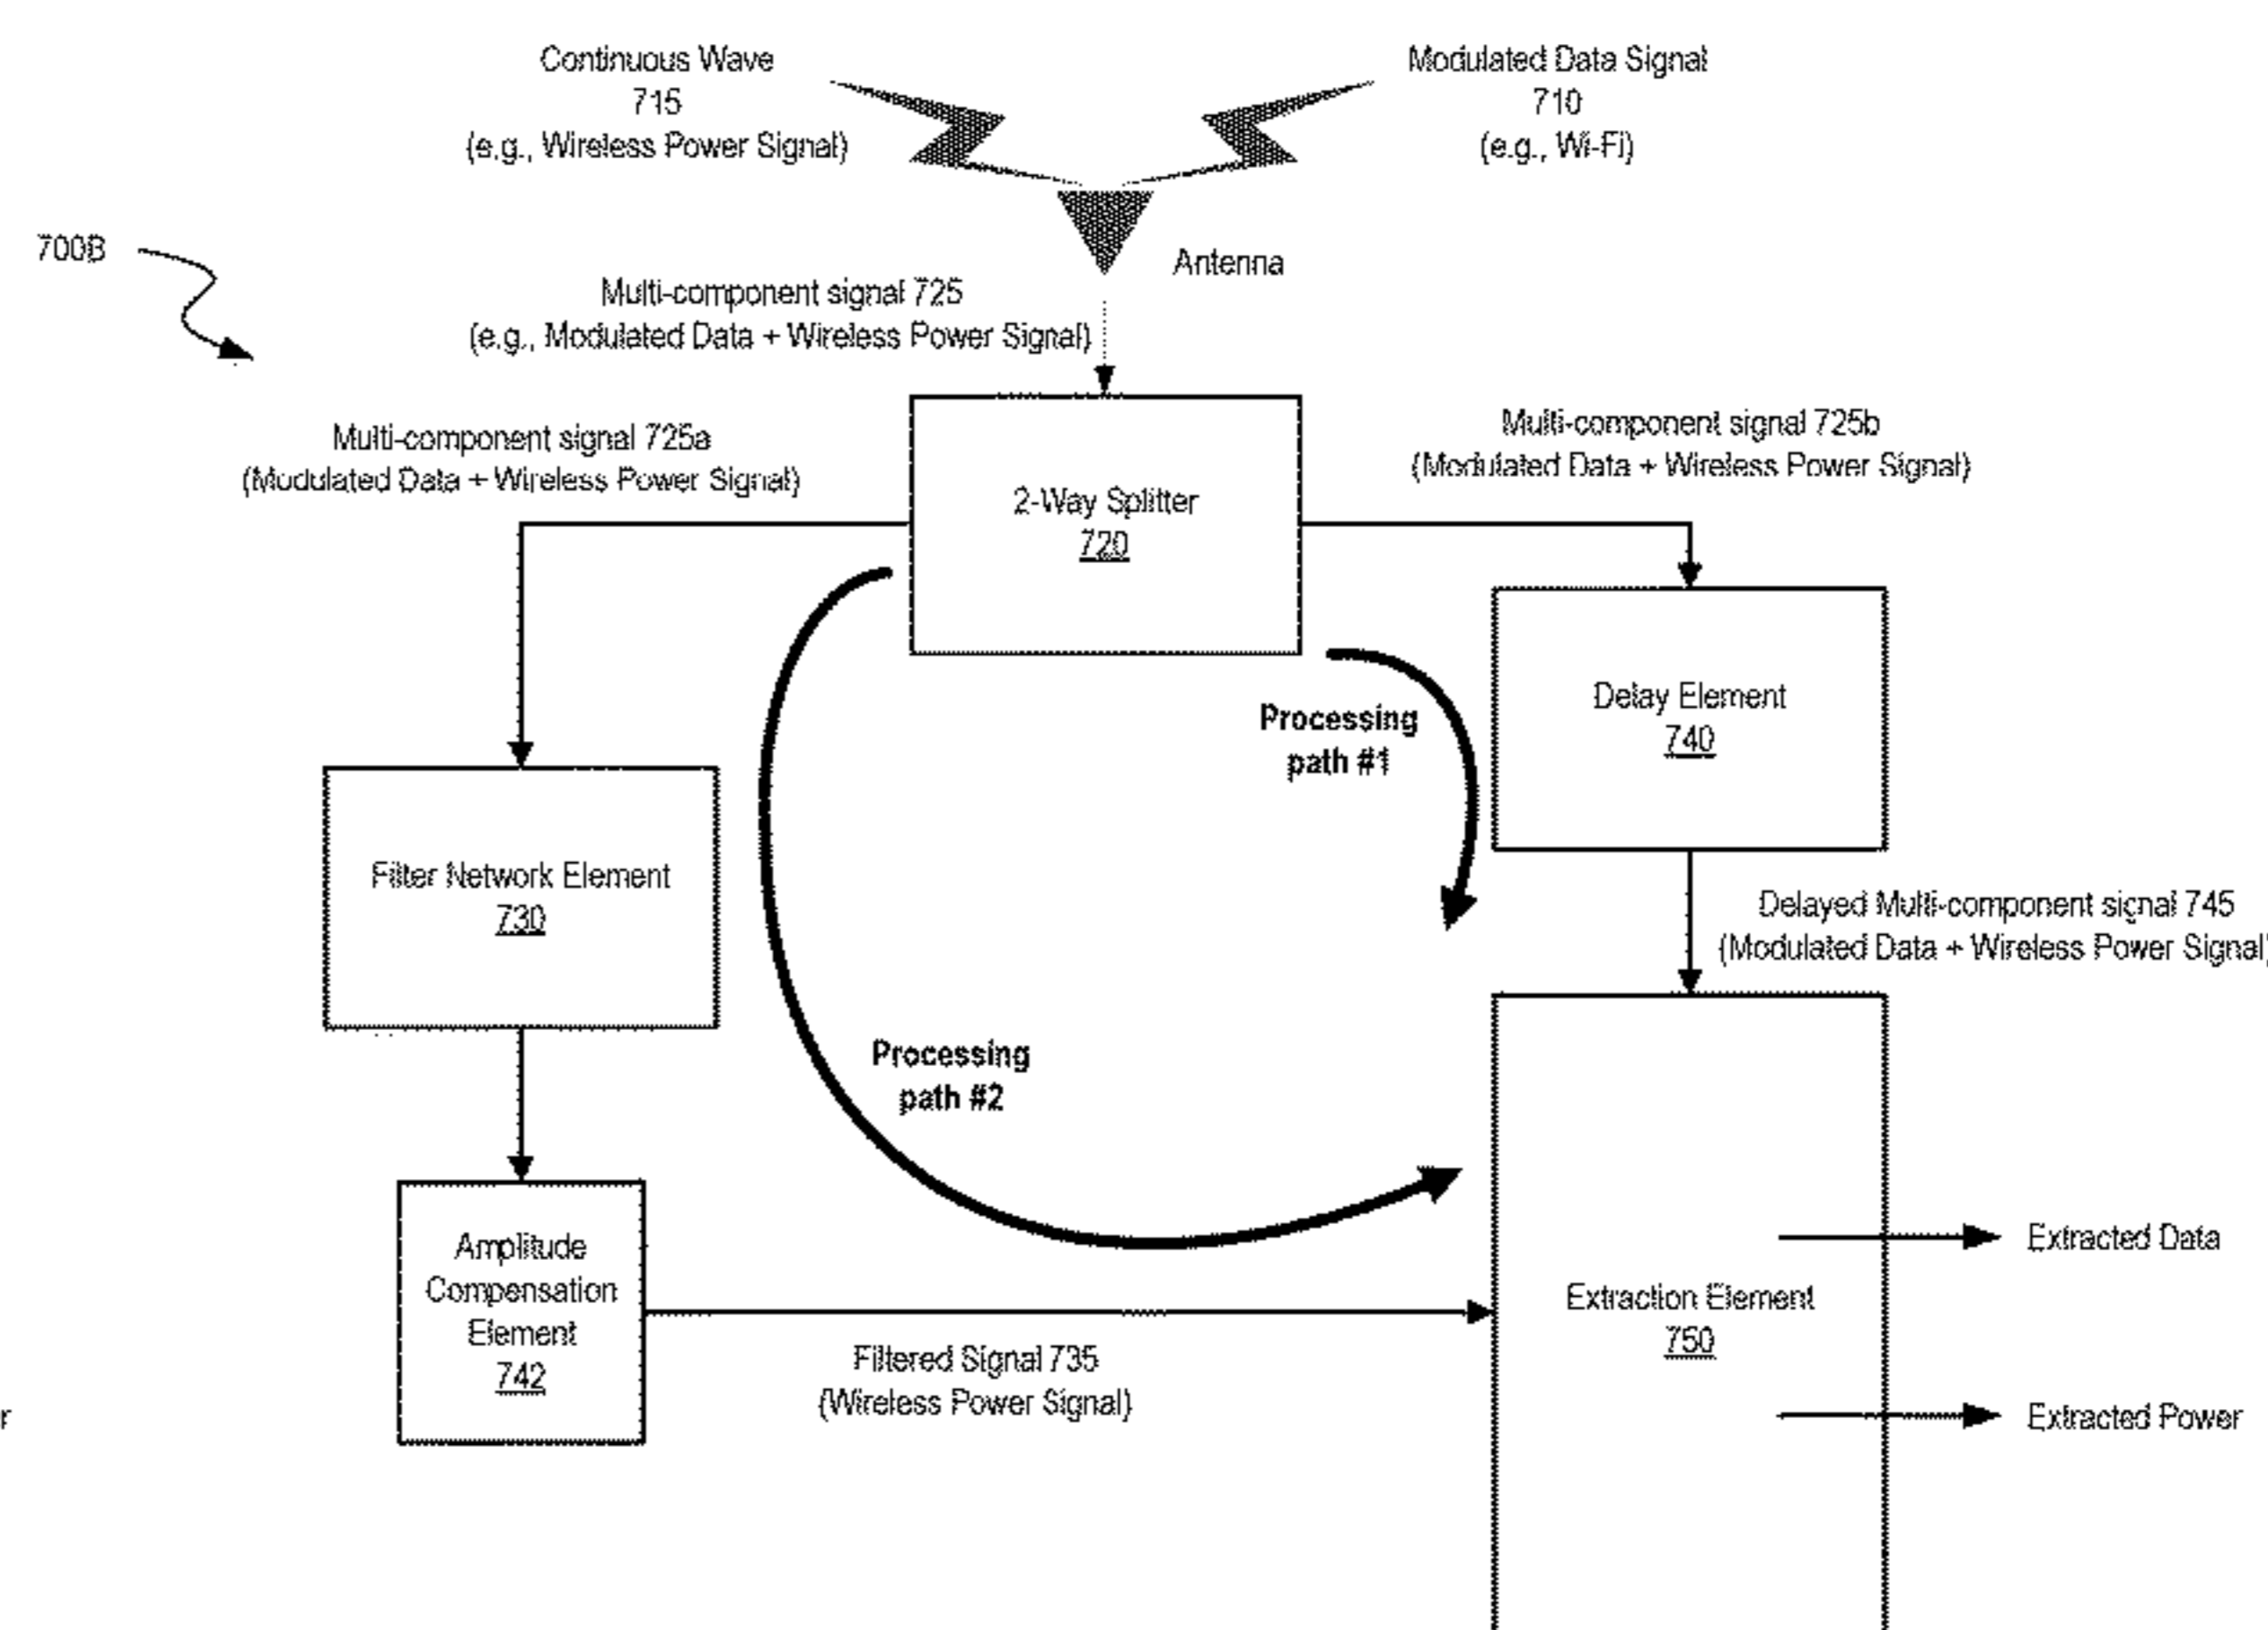 Continuous Wave
715
(e.g., Wireless Power Signal)
Modulated Data Signal
710
(e.g., Wi-Fi)
700B
Antenna
Multi-component signal 725
(e.g., Modulated Data + Wireless Power Signal)
Multi-component signal 725a
(Modulated Data + Wireless Power Signal)
Multi-component signal 725b
(Modulated Data + Wireless Power Signal)
2-Way Splitter
720
Delay Element
740
Processing
path #1
Filter Network Element
730
Delayed Multi-component signal 745
(Modulated Data + Wireless Power Signal)
Processing
path #2
Amplitude
Compensation
Element
742
Filtered Signal 735
(Wireless Power Signal)
Extraction Element
750
Extracted Data
Extracted Power
r